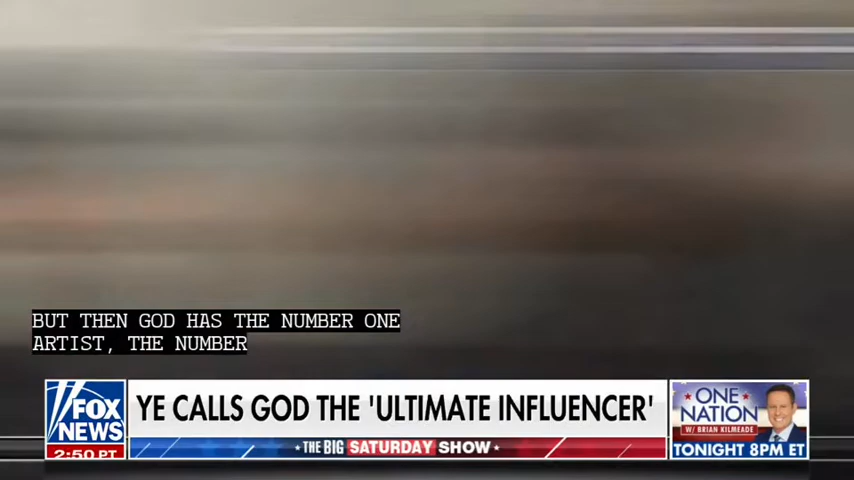 BUT THEN GOD HAS THE NUMBER ONE
ARTIST, THE NUMBER
YE CALLS GOD THE 'ULTIMATE INFLUENCER'
FOX
NEWS
2:50 PT
THE BIG SATURDAY SHOW
ONE
NATION
W/ BRIAN KILMEADE
TONIGHT 8PM ET